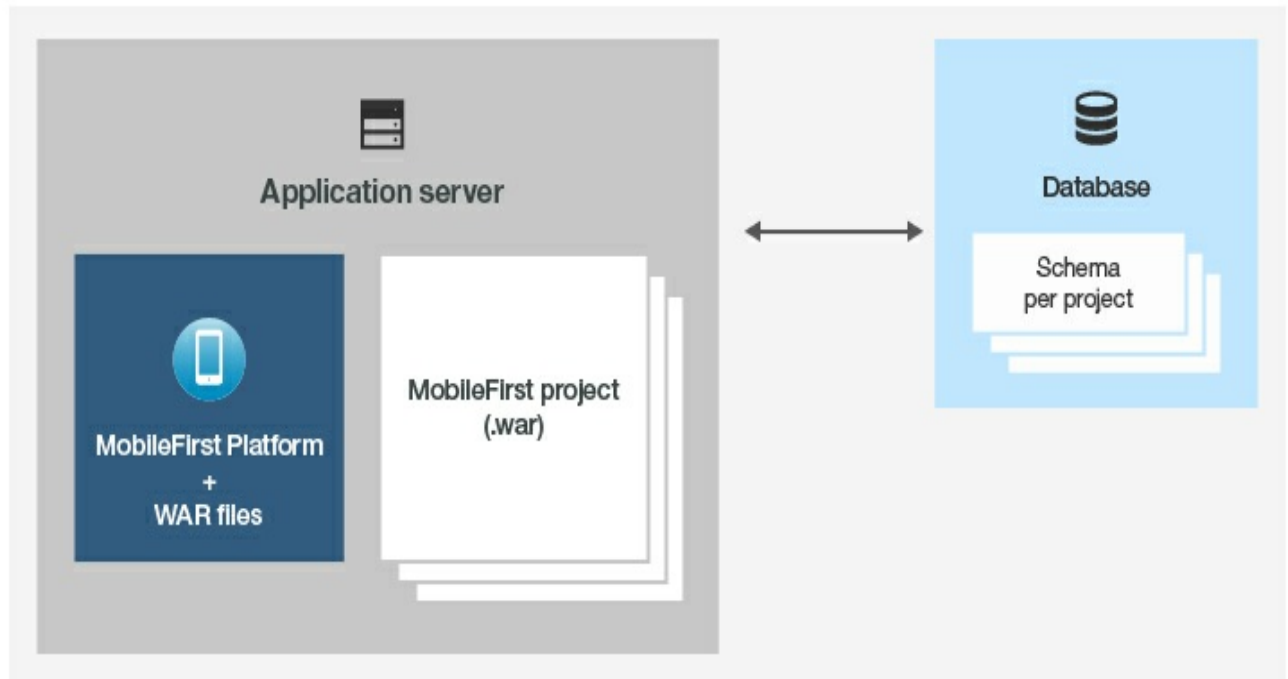 Application server
MobileFirst Platform
+
WAR files
MobileFirst project
(.war)
Database
Schema
per project